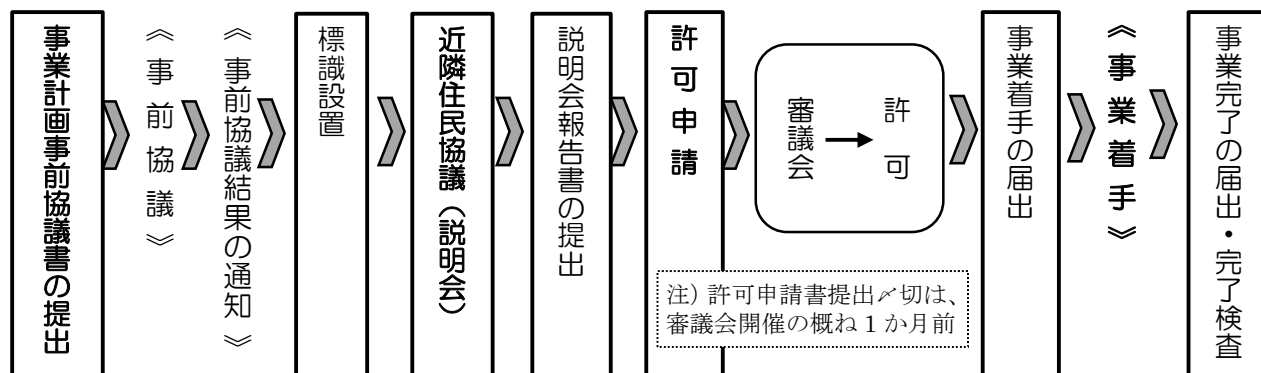 事業計画事前協議書の提出
《事前協議》
《事前協議結果の通知》
標識設置
近隣住民協議（説明会）
説明会報告書の提出
許可申請
審議会
許可
注）許可申請書提出〆切は、
審議会開催の概ね１か月前
事業着手の届出
《事業着手》
事業完了の届出・完了検査